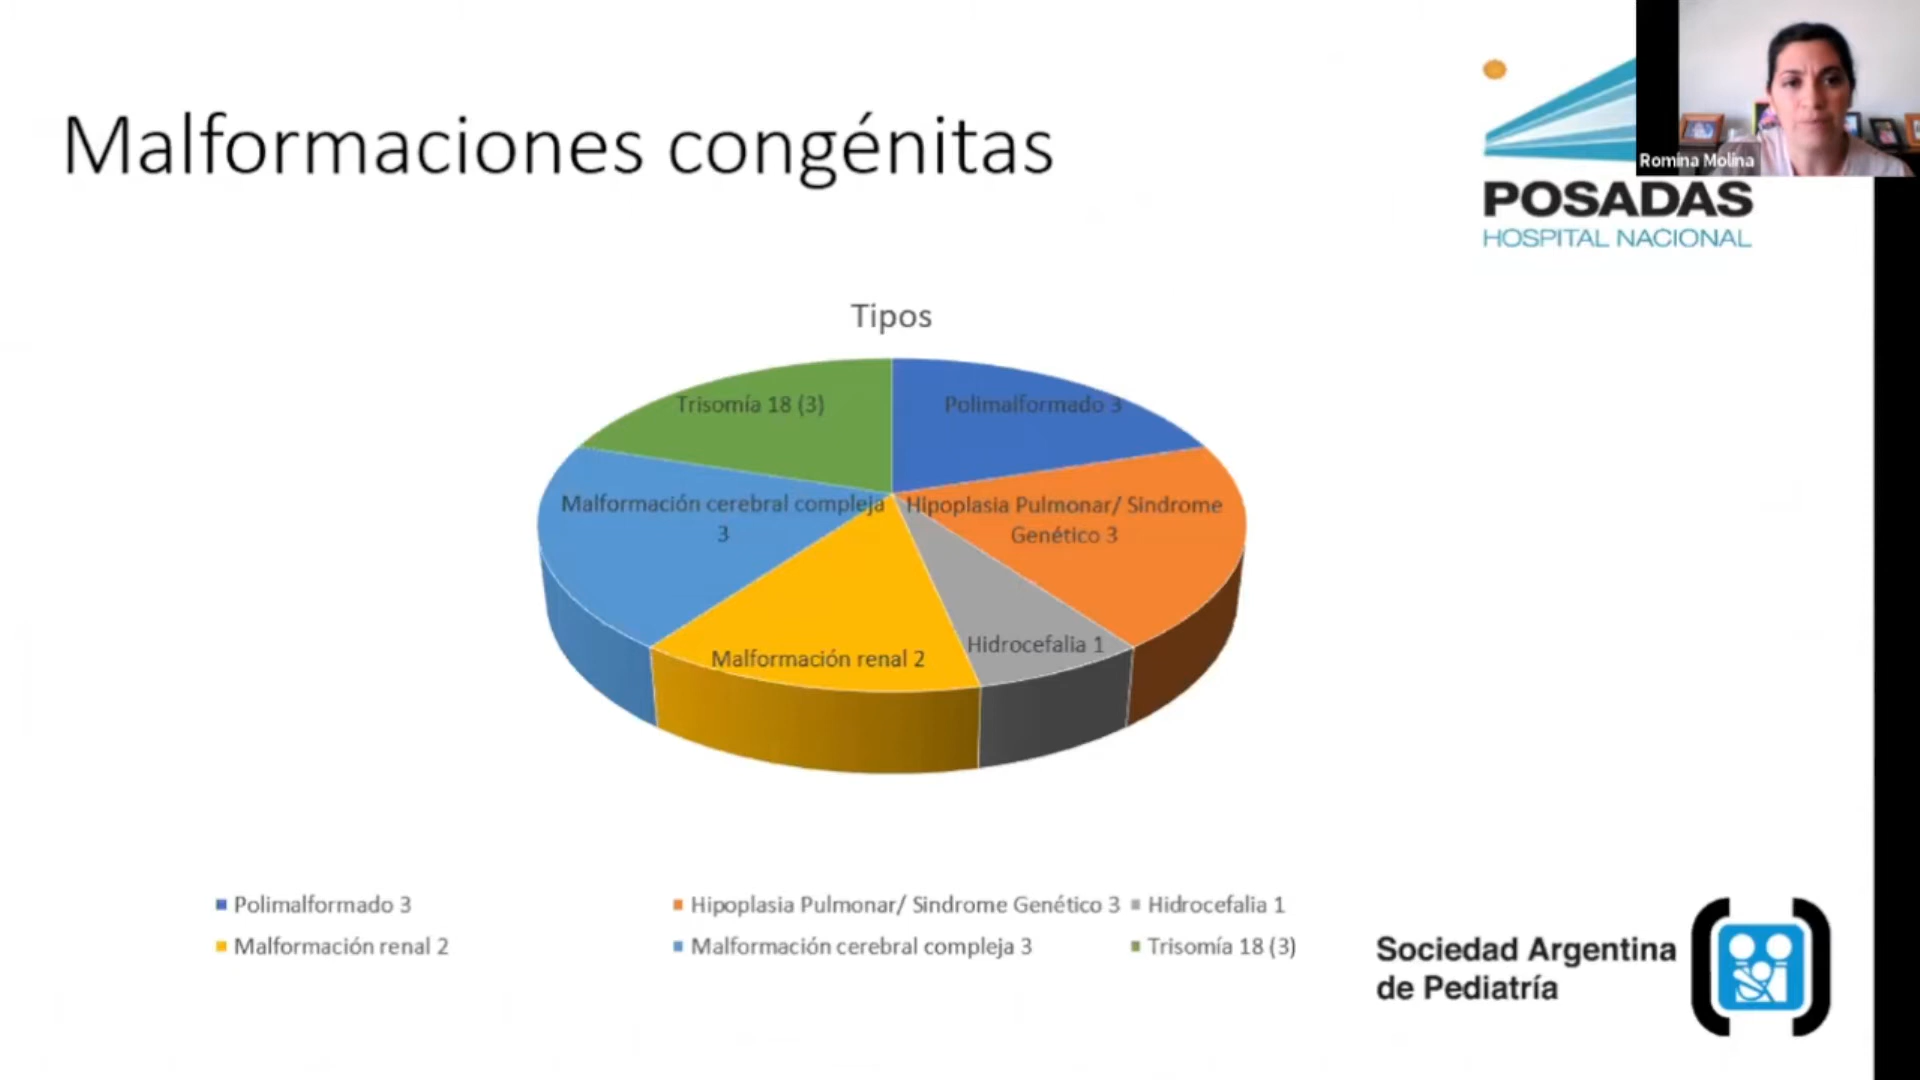 Malformaciones congénitas
Romina Molina
POSADAS
HOSPITAL NACIONAL
Tipos
Trisomía 18 (3)
Polimalformado 3
Malformación cerebral compleja
3
Hipoplasia Pulmonar/ Sindrome
Genético 3
Malformación renal 2
Hidrocefalia 1
Polimalformado 3
Hipoplasia Pulmonar/ Sindrome Genético 3
Hidrocefalia 1
Malformación renal 2
Malformación cerebral compleja 3
Trisomía 18 (3)
Sociedad Argentina
de Pediatría